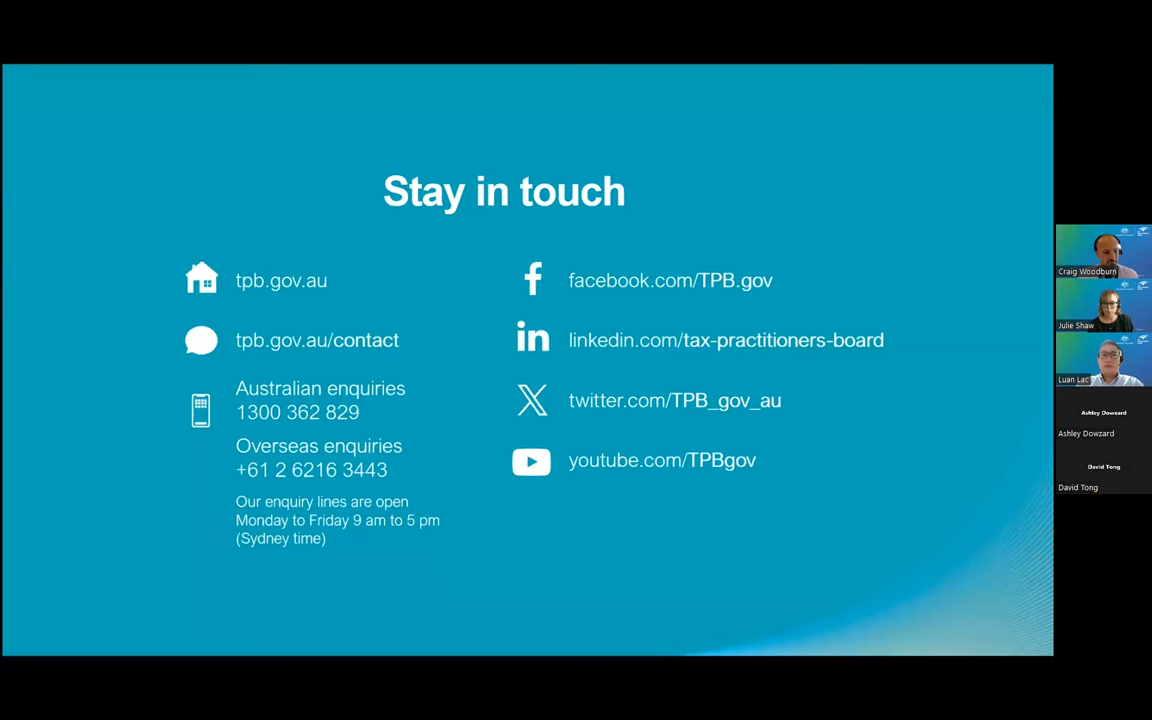 Stay in touch
tpb.gov.au
tpb.gov.au/contact
Australian enquiries
1300 362 829
Overseas enquiries
+61 2 6216 3443
Our enquiry lines are open
Monday to Friday 9 am to 5 pm
(Sydney time)
facebook.com/TPB.gov
linkedin.com/tax-practitioners-board
twitter.com/TPB_gov_au
youtube.com/TPBgov
Craig Woodburn
Julie Shaw
Luan Lac
Ashley Dowzard
Ashley Dowzard
David Tong
David Tong